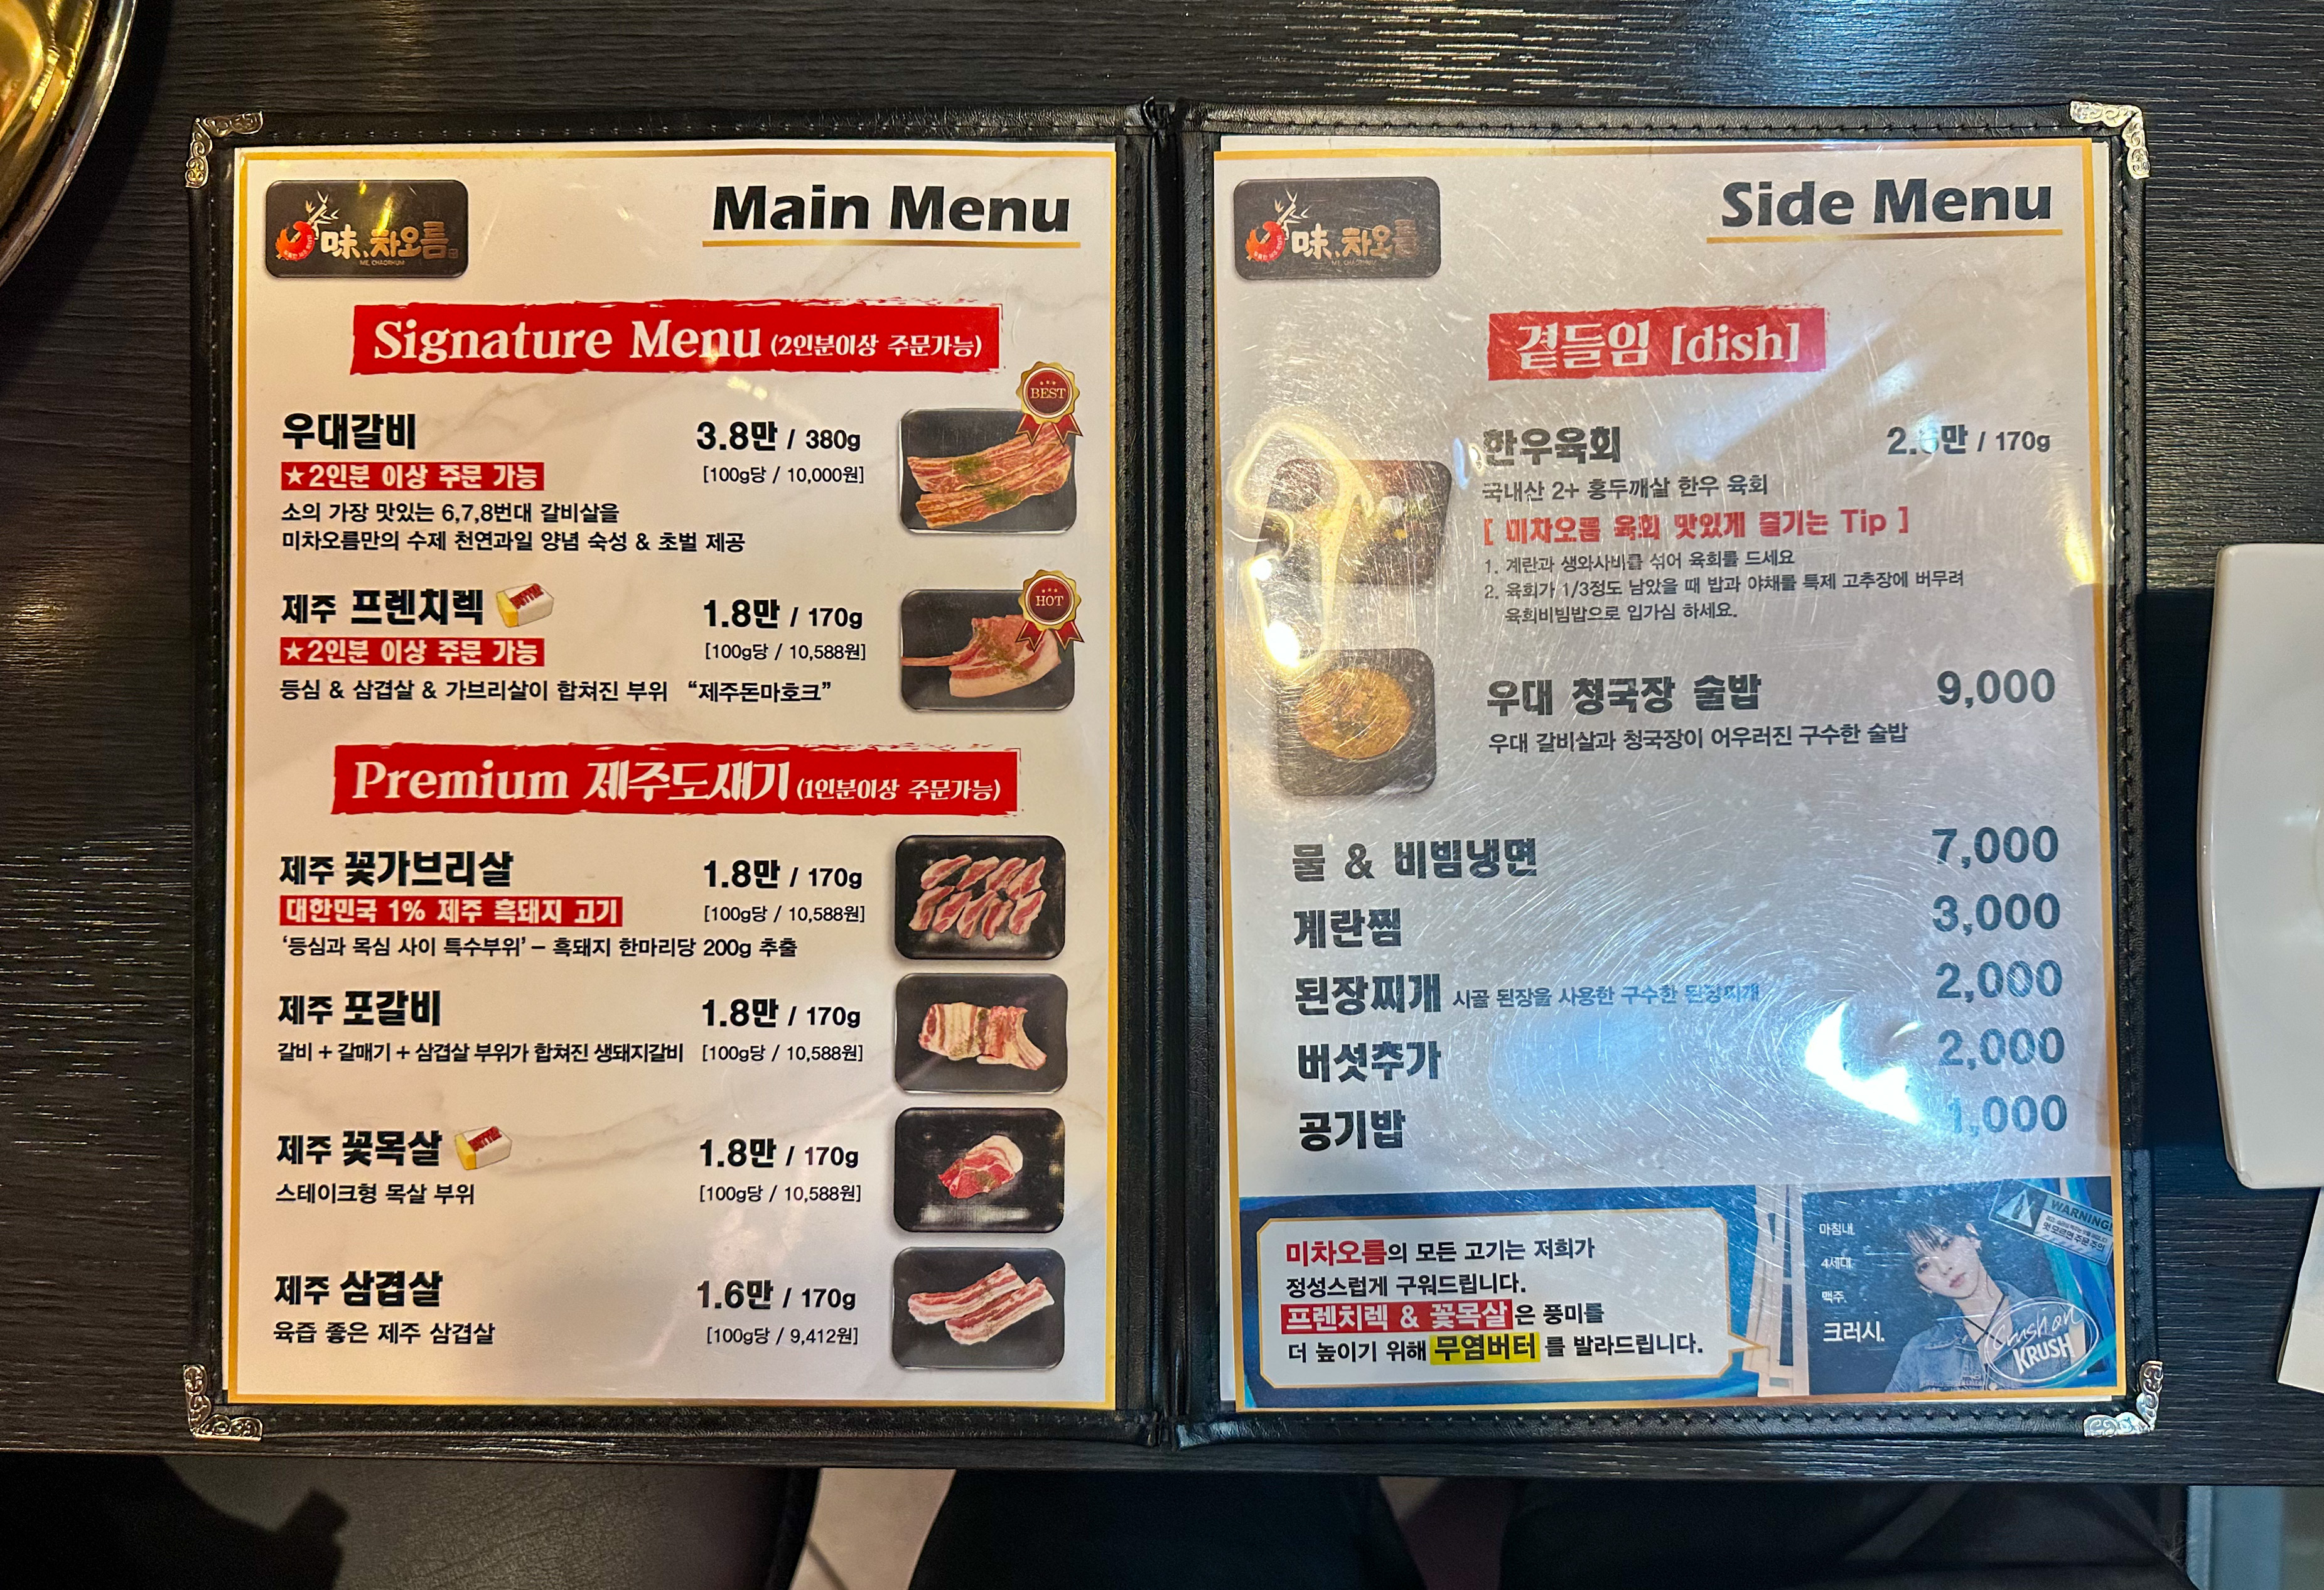 味、차오름
ME, CHAORHUM
Main Menu
Signature Menu (2인분이상 주문가능)
BEST
우대갈비 3.8만 / 380g
★2인분 이상 주문 가능 [100g당 / 10,000원]
소의 가장 맛있는 6,7,8번대 갈비살을
미차오름만의 수제 천연과일 양념 숙성 & 초벌 제공
HOT
제주 프렌치렉 1.8만 / 170g
★2인분 이상 주문 가능 [100g당 / 10,588원]
등심 & 삼겹살 & 가브리살이 합쳐진 부위 “제주돈마호크”
Premium 제주도새기 (1인분이상 주문가능)
제주 꽃가브리살 1.8만 / 170g
대한민국 1% 제주 흑돼지 고기 [100g당 / 10,588원]
‘등심과 목심 사이 특수부위’ – 흑돼지 한마리당 200g 추출
제주 포갈비 1.8만 / 170g
갈비 + 갈매기 + 삼겹살 부위가 합쳐진 생돼지갈비 [100g당 / 10,588원]
제주 꽃목살 1.8만 / 170g
스테이크형 목살 부위 [100g당 / 10,588원]
제주 삼겹살 1.6만 / 170g
육즙 좋은 제주 삼겹살 [100g당 / 9,412원]
味、차오름
ME, CHAORHUM
Side Menu
곁들임 [dish]
한우육회 / 170g
국내산 2+ 홍두깨살 한우 육회
[ 미차오름 육회 맛있게 즐기는 Tip ]
1. 계란과 생와사비를 섞어 육회를 드세요
2. 육회가 1/3정도 남았을 때 밥과 야채를 특제 고추장에 버무려
육회비빔밥으로 입가심 하세요.
우대 청국장 술밥 9,000
우대 갈비살과 청국장이 어우러진 구수한 술밥
물 & 비빔냉면 7,000
계란찜 3,000
된장찌개 시골 된장을 사용한 구수한 된장찌개 2,000
버섯추가 2,000
공기밥 1,000
미차오름의 모든 고기는 저희가
정성스럽게 구워드립니다.
프렌치렉 & 꽃목살은 풍미를
더 높이기 위해 무염버터를 발라드립니다.
마침내
4세대
맥주,
크러시.
WARNING!
Crush on
KRUSH